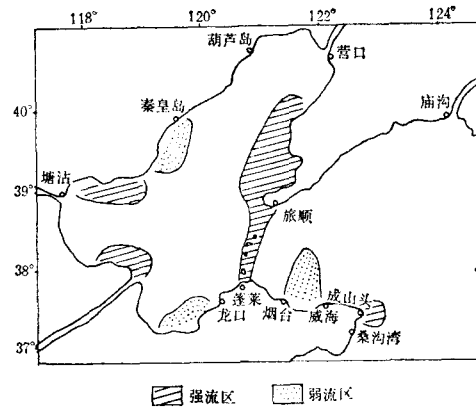 118° 120° 122° 124°
葫芦岛
营口
秦皇岛
庙沟
40°
塘沽
39°
旅顺
38°
成山头
蓬莱 烟台 威海
龙口
桑沟湾
37°
强流区 弱流区